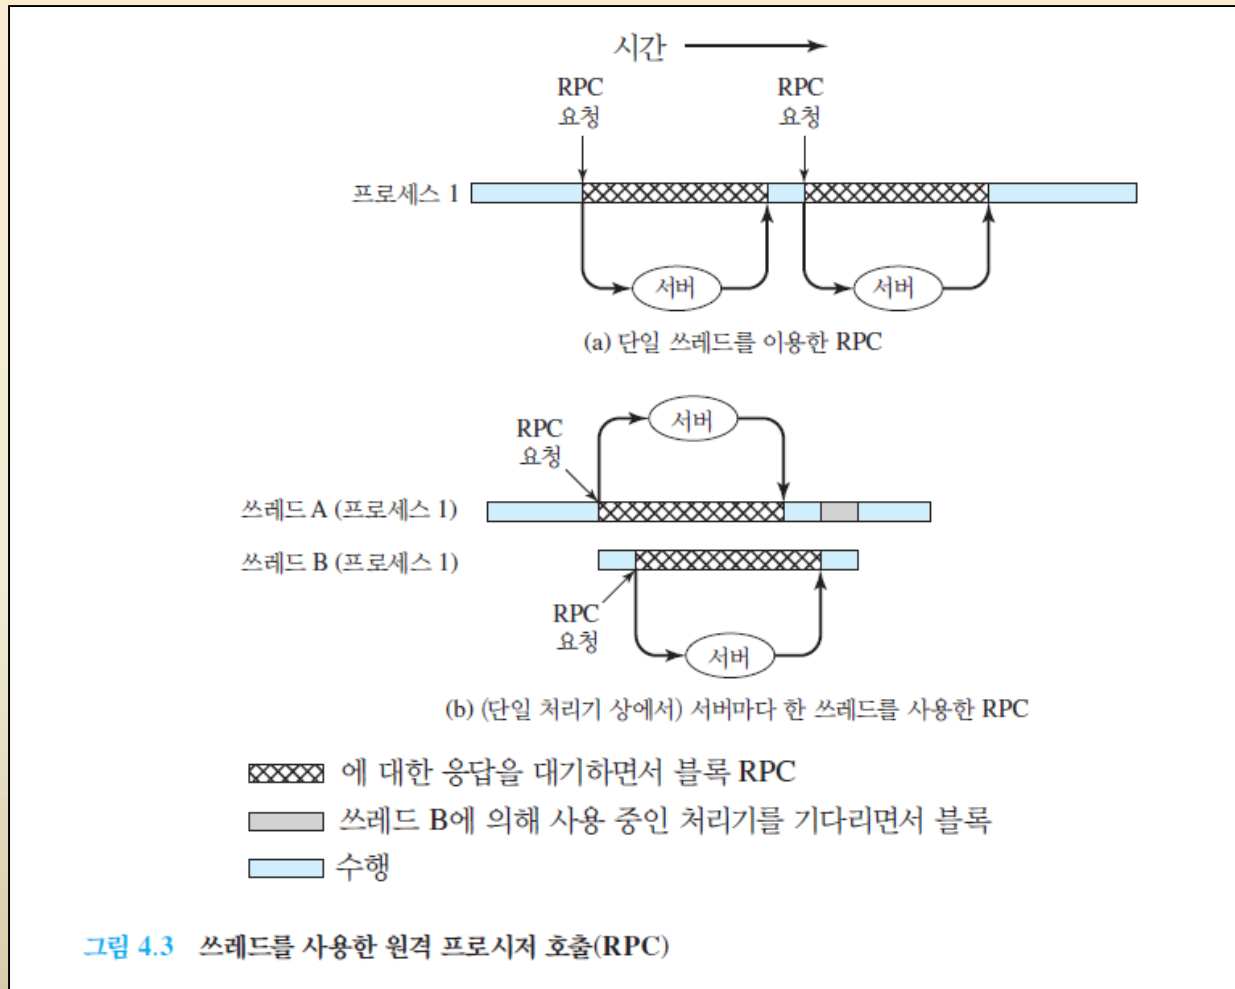 시간
RPC
요청
RPC
요청
프로세스 1
서버
서버
(a) 단일 쓰레드를 이용한 RPC
서버
RPC
요청
쓰레드 A (프로세스 1)
쓰레드 B (프로세스 1)
RPC
요청
서버
(b) (단일 처리기 상에서) 서버마다 한 쓰레드를 사용한 RPC
에 대한 응답을 대기하면서 블록 RPC
쓰레드 B에 의해 사용 중인 처리기를 기다리면서 블록
수행
그림 4.3 쓰레드를 사용한 원격 프로시저 호출(RPC)